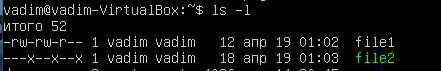 vadim@vadim-VirtualBox:~$ ls -l
итого 52
-rw-rw-r-- 1 vadim vadim 12 апр 19 01:02 file1
---x--x--x 1 vadim vadim 18 апр 19 01:03 file2